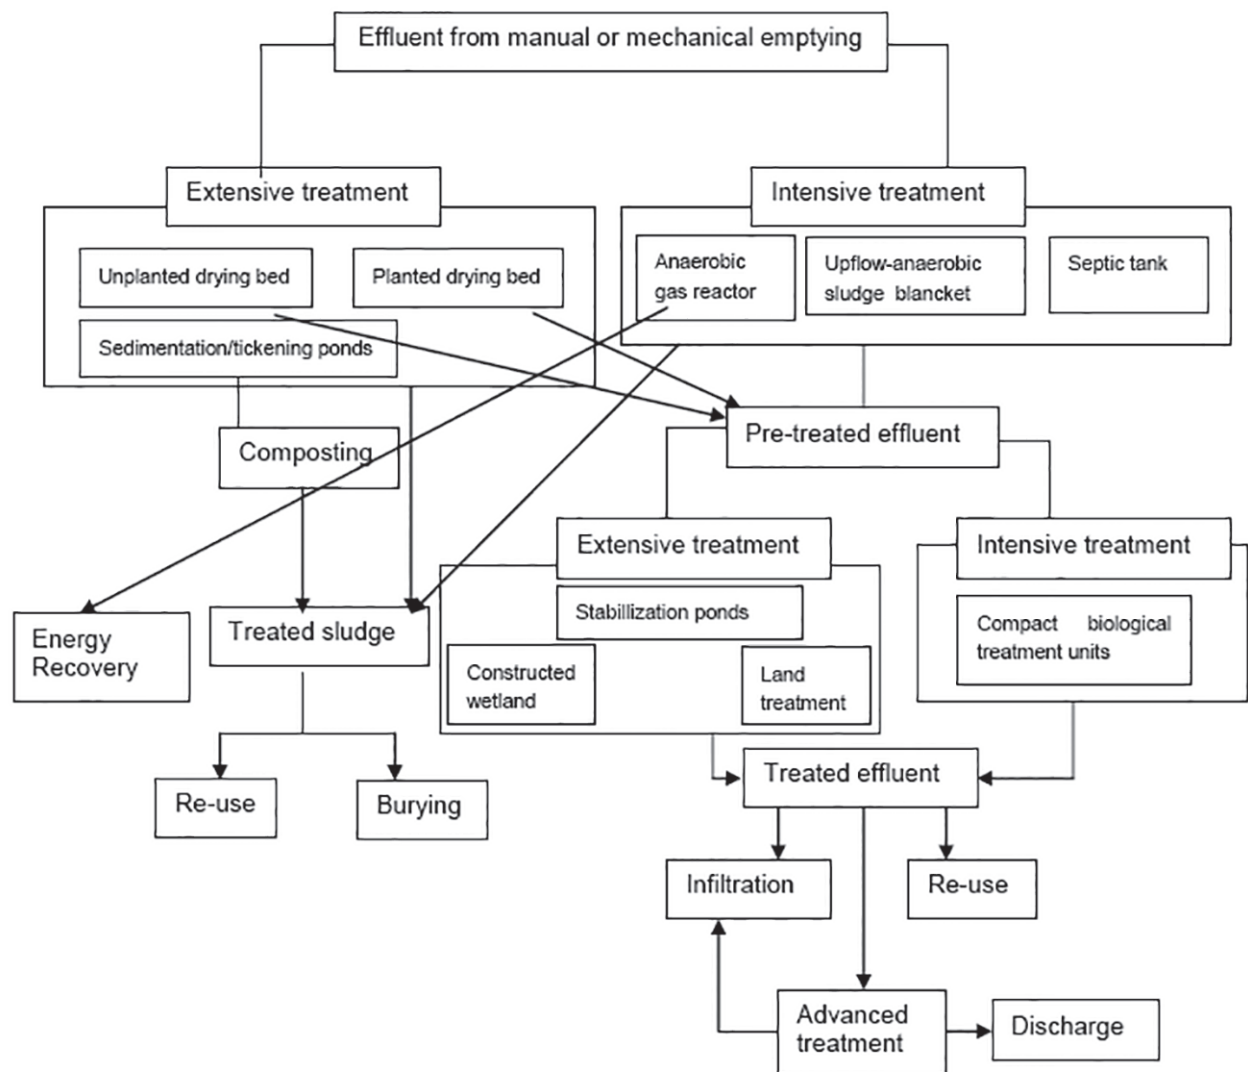 Effluent from manual or mechanical emptying
Extensive treatment
Intensive treatment
Unplanted drying bed
Planted drying bed
Sedimentation/tickening ponds
Anaerobic
gas reactor
Upflow-anaerobic
sludge blancket
Septic tank
Composting
Pre-treated effluent
Extensive treatment
Intensive treatment
Stabillization ponds
Constructed
wetland
Land
treatment
Compact biological
treatment units
Energy
Recovery
Treated sludge
Re-use
Burying
Treated effluent
Infiltration
Re-use
Advanced
treatment
Discharge